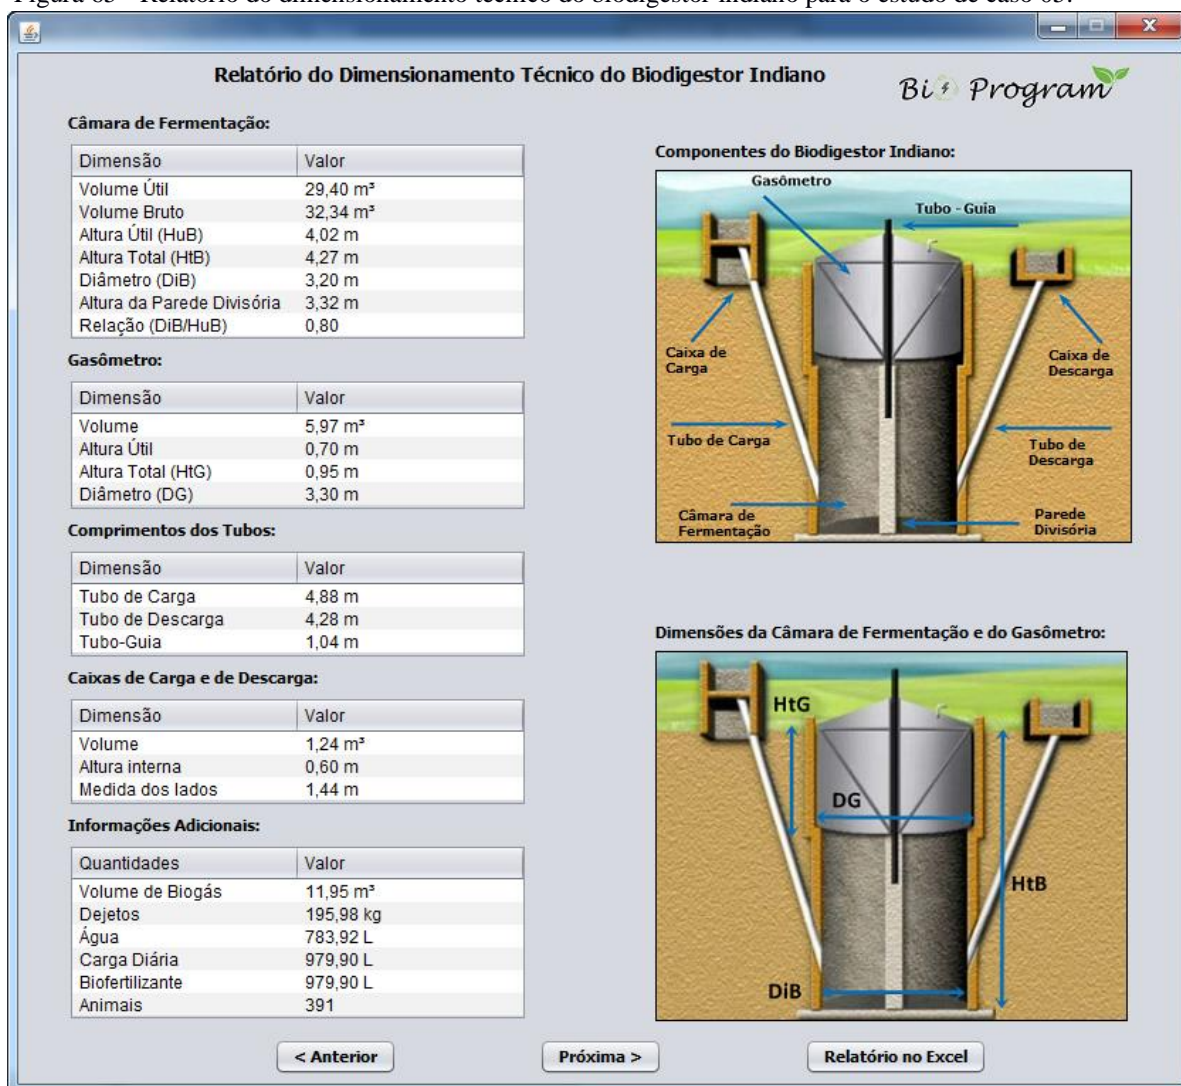 Figura 65 - Relatório do dimensionamento técnico do biodigestor indiano para o estudo de caso 03.
Relatório do Dimensionamento Técnico do Biodigestor Indiano
Bio Program
Câmara de Fermentação:
Dimensão Valor
Volume Útil 29,40 m³
Volume Bruto 32,34 m³
Altura Útil (HuB) 4,02 m
Altura Total (HtB) 4,27 m
Diâmetro (DiB) 3,20 m
Altura da Parede Divisória 3,32 m
Relação (DiB/HuB) 0,80
Gasômetro:
Dimensão Valor
Volume 5,97 m³
Altura Útil 0,70 m
Altura Total (HtG) 0,95 m
Diâmetro (DG) 3,30 m
Comprimentos dos Tubos:
Dimensão Valor
Tubo de Carga 4,88 m
Tubo de Descarga 4,28 m
Tubo-Guia 1,04 m
Caixas de Carga e de Descarga:
Dimensão Valor
Volume 1,24 m³
Altura interna 0,60 m
Medida dos lados 1,44 m
Informações Adicionais:
Quantidades Valor
Volume de Biogás 11,95 m³
Dejetos 195,98 kg
Água 783,92 L
Carga Diária 979,90 L
Biofertilizante 979,90 L
Animais 391
Componentes do Biodigestor Indiano:
Gasômetro
Tubo - Guia
Caixa de
Carga
Caixa de
Descarga
Tubo de Carga
Tubo de
Descarga
Câmara de
Fermentação
Parede
Divisória
Dimensões da Câmara de Fermentação e do Gasômetro:
HtG
DG
HtB
DiB
< Anterior
Próxima >
Relatório no Excel